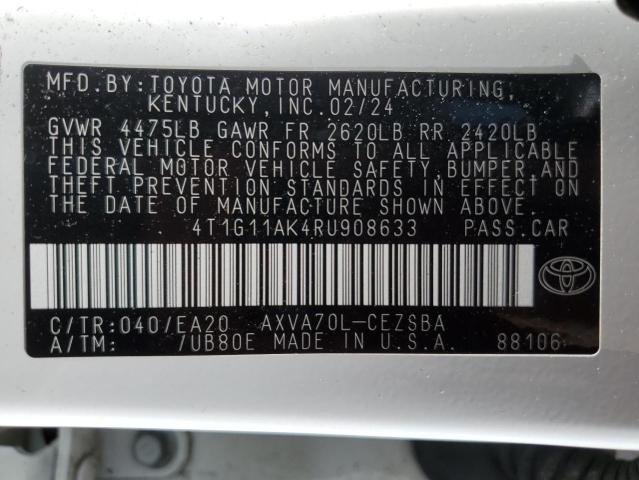 MFD.BY: TOYOTA MOTOR MANUFACTURING,
KENTUCKY, INC. 02/24
GVWR 4475LB GAWR FR 2620LB RR 2420LB
THIS VEHICLE CONFORMS TO ALL APPLICABLE
FEDERAL MOTOR VEHICLE SAFETY, BUMPER, AND
THEFT PREVENTION STANDARDS IN EFFECT ON
THE DATE OF MANUFACTURE SHOWN ABOVE.
4T1G11AK4RU908633 PASS.CAR
C/TR: 040/EA20 AXVA70L-CEZSBA
A/TM: /UB80E MADE IN U.S.A. 88106